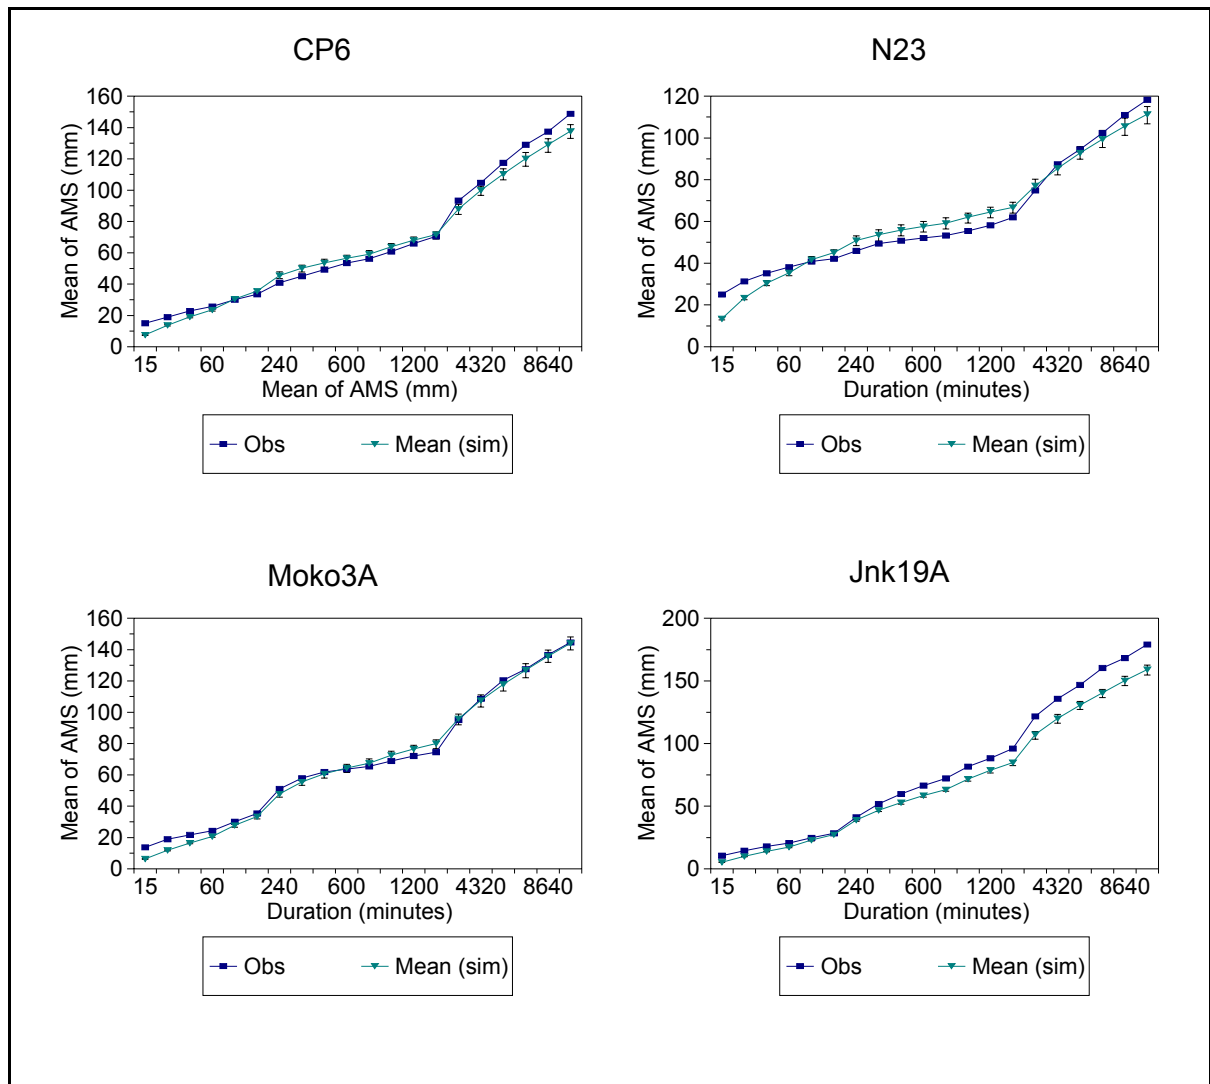 CP6
160
140
120
100
80
60
40
20
0
Mean of AMS (mm)
15 60 240 600 1200 4320 8640
Mean of AMS (mm)
Obs Mean (sim)
N23
120
100
80
60
40
20
0
Mean of AMS (mm)
15 60 240 600 1200 4320 8640
Duration (minutes)
Obs Mean (sim)
Moko3A
160
140
120
100
80
60
40
20
0
Mean of AMS (mm)
15 60 240 600 1200 4320 8640
Duration (minutes)
Obs Mean (sim)
Jnk19A
200
150
100
50
0
Mean of AMS (mm)
15 60 240 600 1200 4320 8640
Duration (minutes)
Obs Mean (sim)